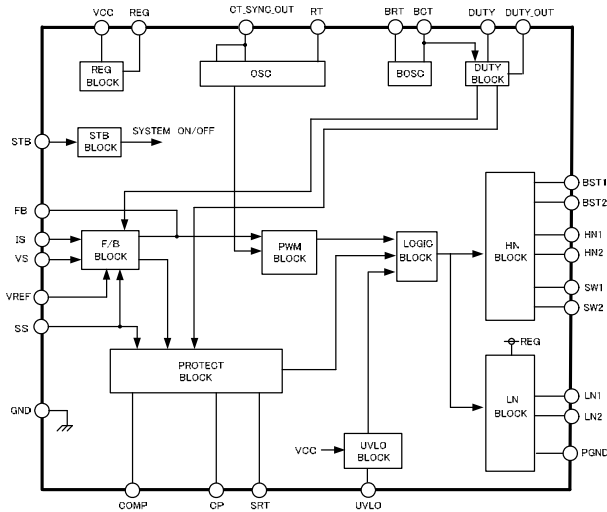 VCC REG CT_SYNC_OUT RT BRT BCT DUTY DUTY_OUT
REG
BLOCK
OSC
BOSC
DUTY
BLOCK
STB
STB
BLOCK
SYSTEM ON/OFF
FB
IS
VS
VREF
SS
GND
F/B
BLOCK
PWM
BLOCK
LOGIC
BLOCK
HN
BLOCK
BST1
BST2
HN1
HN2
SW1
SW2
PROTECT
BLOCK
REG
LN
BLOCK
LN1
LN2
PGND
VCC
UVLO
BLOCK
COMP CP SRT UVLO